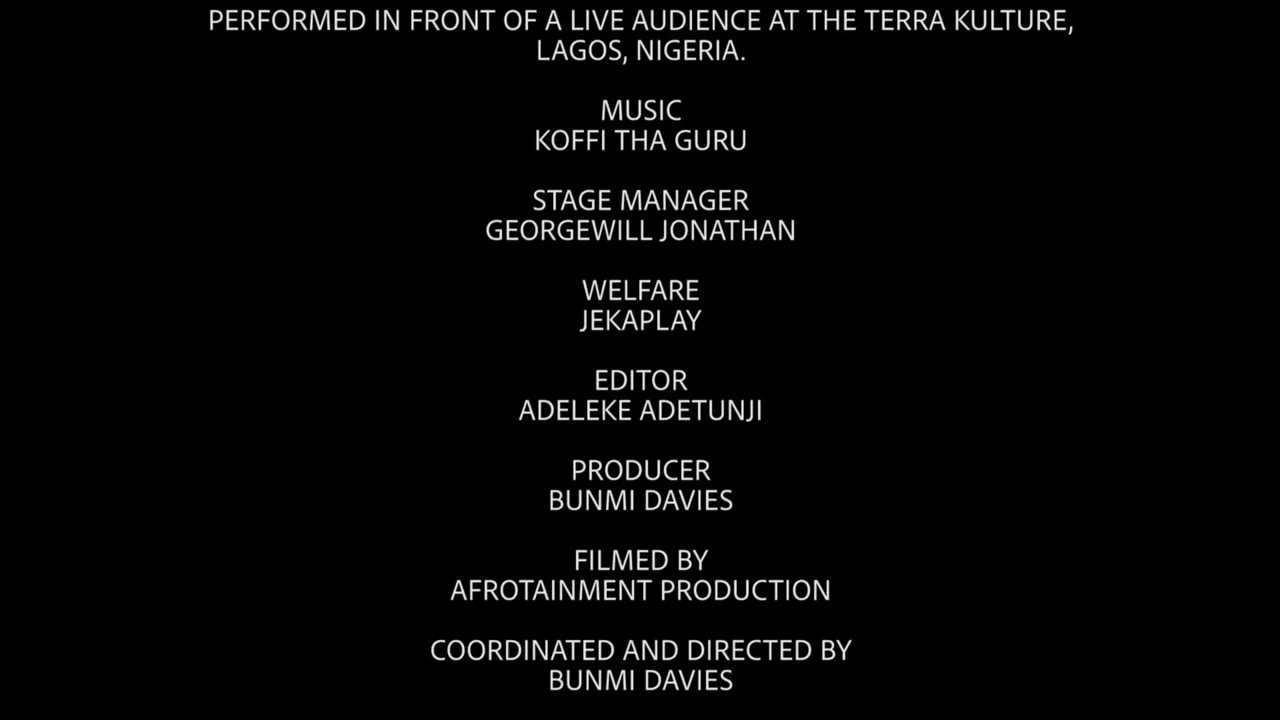 PERFORMED IN FRONT OF A LIVE AUDIENCE AT THE TERRA KULTURE,
LAGOS, NIGERIA.
MUSIC
KOFFI THA GURU
STAGE MANAGER
GEORGEWILL JONATHAN
WELFARE
JEKAPLAY
EDITOR
ADELEKE ADETUNJI
PRODUCER
BUNMI DAVIES
FILMED BY
AFROTAINMENT PRODUCTION
COORDINATED AND DIRECTED BY
BUNMI DAVIES